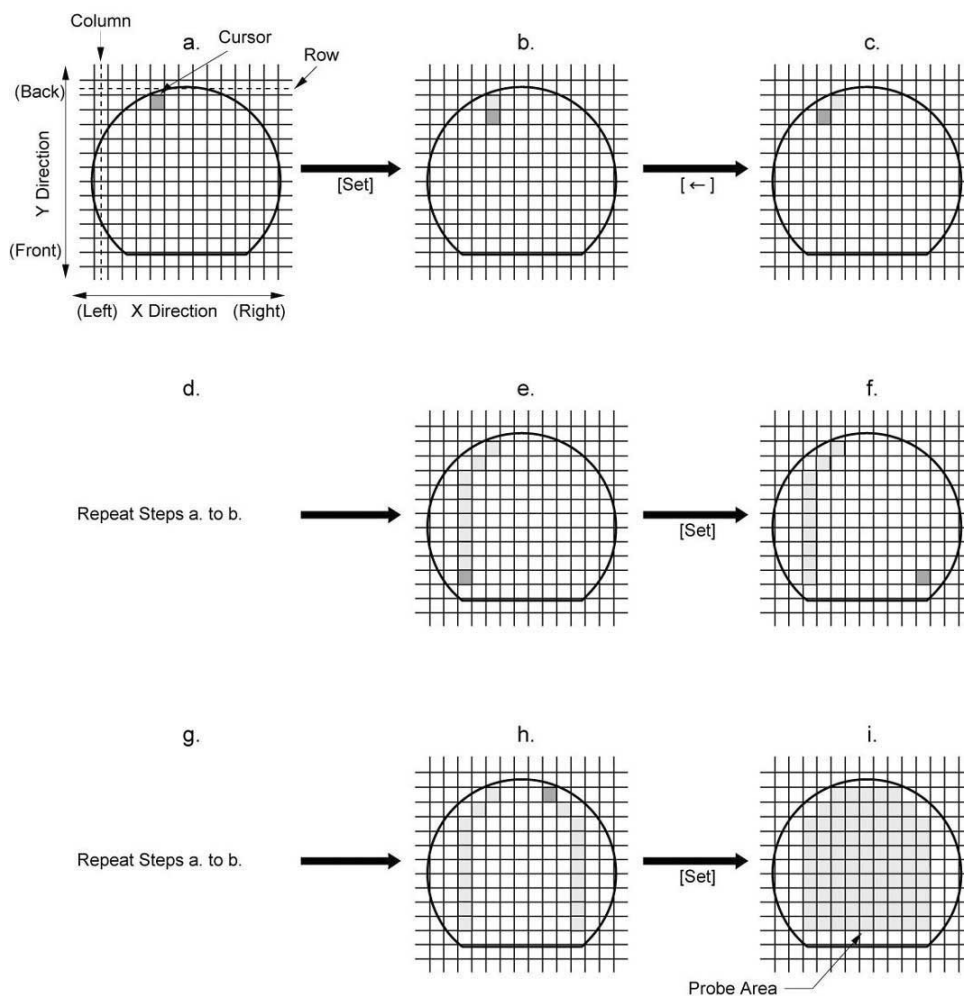 Column
a.
Cursor
b.
c.
Row
(Back)
Y Direction
[Set]
[ ← ]
(Front)
(Left) X Direction (Right)
d.
e.
f.
Repeat Steps a. to b.
[Set]
g.
h.
i.
Repeat Steps a. to b.
[Set]
Probe Area